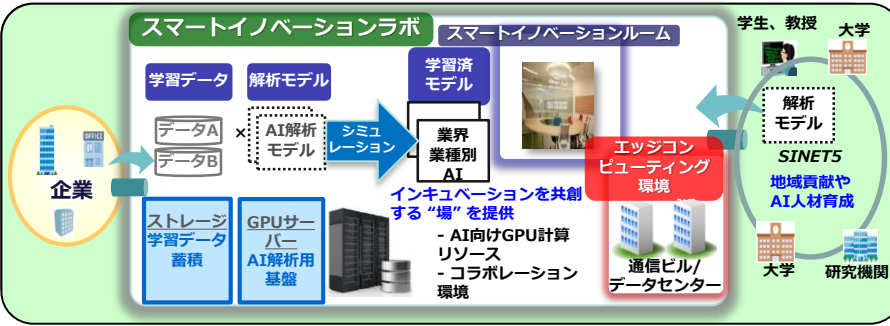 スマートイノベーションラボ
スマートイノベーションルーム
学習データ
解析モデル
学習済
モデル
データA
データB
×
AI解析
モデル
シミュ
レーション
業界
業種別
AI
OFFICE
企業
インキュベーションを共創
する “場” を提供
- AI向けGPU計算
リソース
- コラボレーション
環境
ストレージ
学習データ
蓄積
GPUサー
バー
AI解析用
基盤
エッジコン
ピューティング
環境
通信ビル/
データセンター
学生、教授
大学
解析
モデル
SINET5
地域貢献や
AI人材育成
大学
研究機関